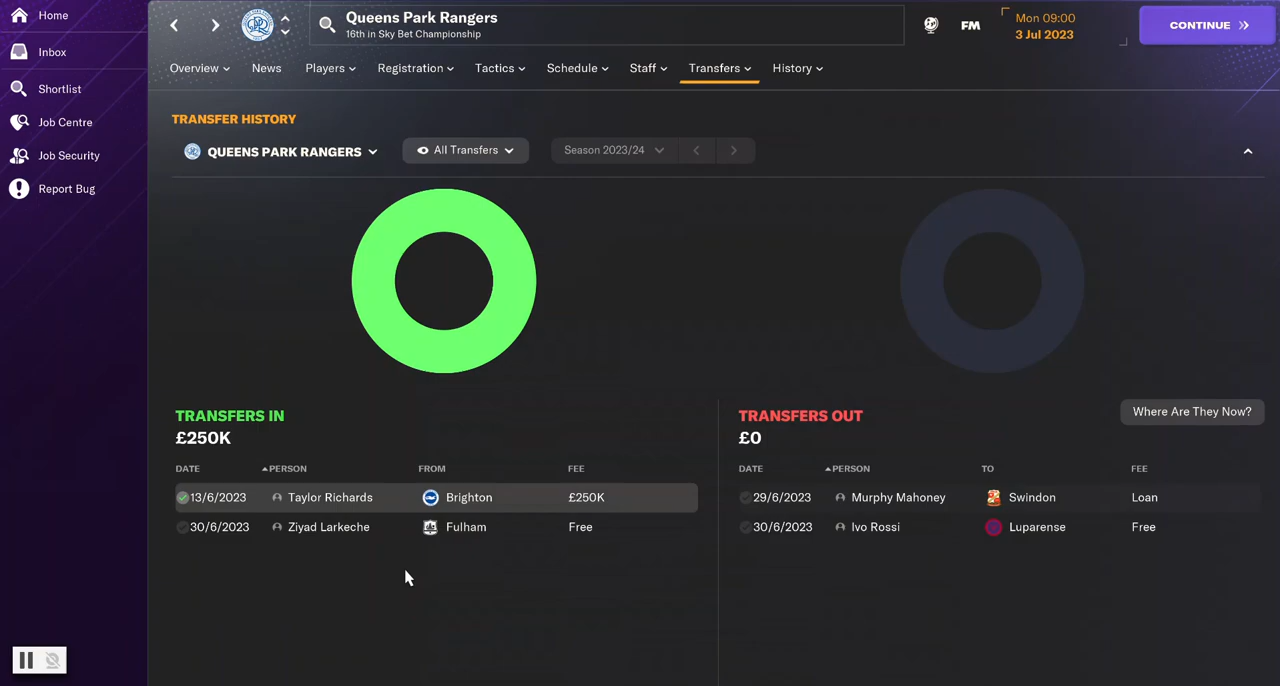 Home
Inbox
Shortlist
Job Centre
Job Security
Report Bug
Queens Park Rangers
16th in Sky Bet Championship
FM
Mon 09:00
3 Jul 2023
CONTINUE
Overview News Players Registration Tactics Schedule Staff Transfers History
TRANSFER HISTORY
QUEENS PARK RANGERS All Transfers Season 2023/24
TRANSFERS IN
£250K
DATE PERSON FROM FEE
13/6/2023 Taylor Richards Brighton £250K
30/6/2023 Ziyad Larkeche Fulham Free
TRANSFERS OUT
£0
Where Are They Now?
DATE PERSON TO FEE
29/6/2023 Murphy Mahoney Swindon Loan
30/6/2023 Ivo Rossi Luparense Free